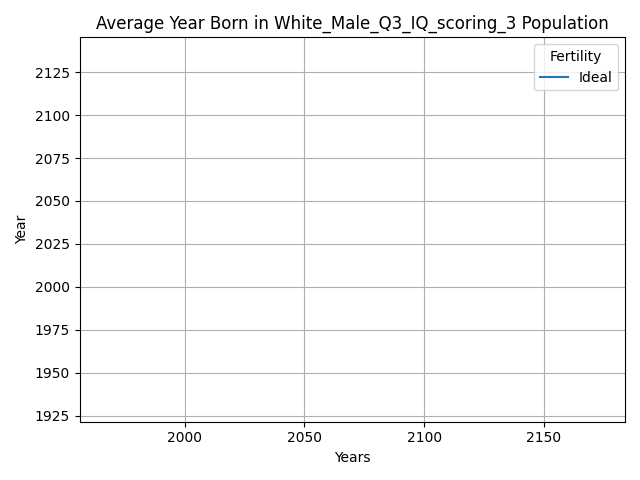 Average Year Born in White_Male_Q3_IQ_scoring_3 Population
Fertility
Ideal
2125
2100
2075
2050
2025
2000
1975
1950
1925
Year
2000 2050 2100 2150
Years